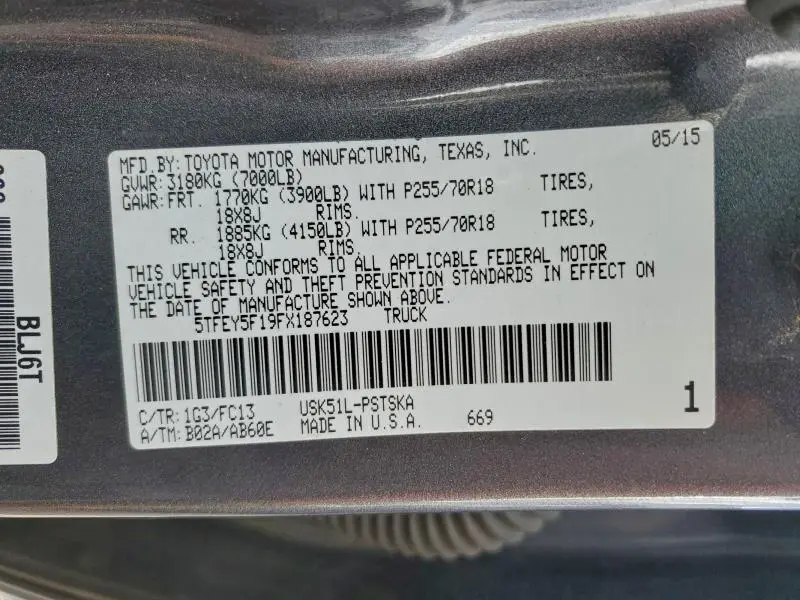 MFD.BY:TOYOTA MOTOR MANUFACTURING, TEXAS, INC. 05/15
GVWR:3180KG (7000LB)
GAWR:FRT. 1770KG (3900LB) WITH P255/70R18 TIRES,
18X8J RIMS.
RR. 1885KG (4150LB) WITH P255/70R18 TIRES,
18X8J RIMS.
THIS VEHICLE CONFORMS TO ALL APPLICABLE FEDERAL MOTOR
VEHICLE SAFETY AND THEFT PREVENTION STANDARDS IN EFFECT ON
THE DATE OF MANUFACTURE SHOWN ABOVE.
5TFEY5F19FX187623 TRUCK
C/TR:1G3/FC13 USK51L-PSTSKA
A/TM:B02A/AB60E MADE IN U.S.A. 669 1
BLJ6T